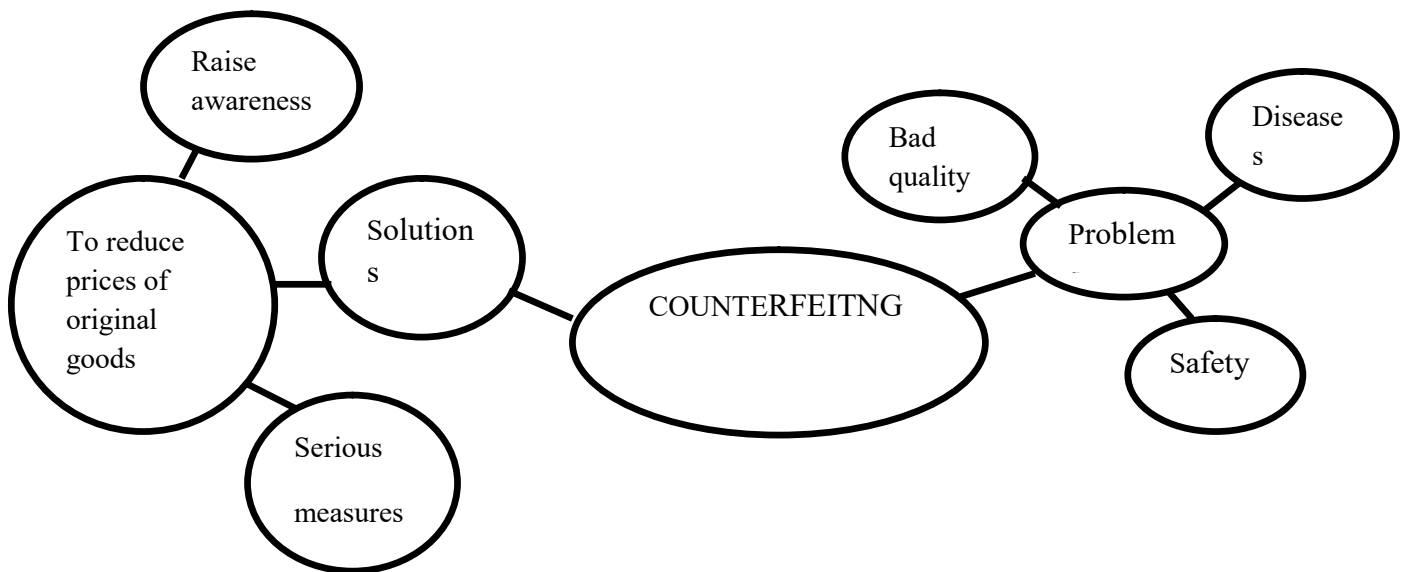 Raise
awareness
To reduce
prices of
original
goods
Solution
s
Serious
measures
COUNTERFEITNG
Bad
quality
Problem
Disease
s
Safety